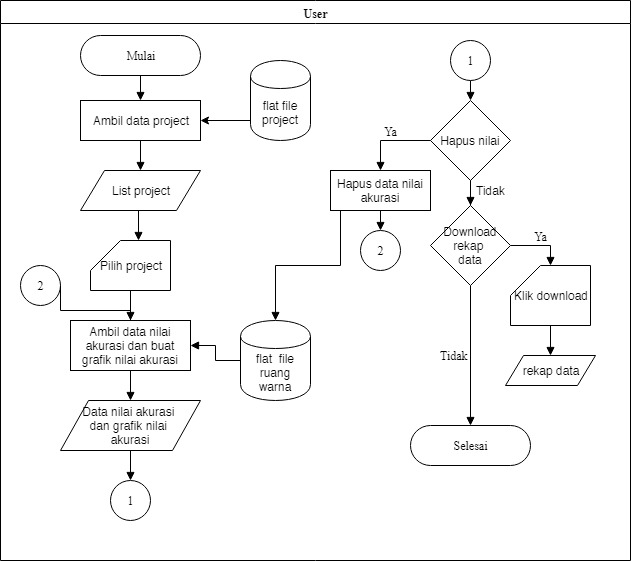 User
Mulai
Ambil data project
flat file
project
List project
Pilih project
2
Ambil data nilai
akurasi dan buat
grafik nilai akurasi
flat file
ruang
warna
Data nilai akurasi
dan grafik nilai
akurasi
1
1
Hapus nilai
Ya
Hapus data nilai
akurasi
2
Tidak
Download
rekap
data
Ya
Klik download
rekap data
Tidak
Selesai